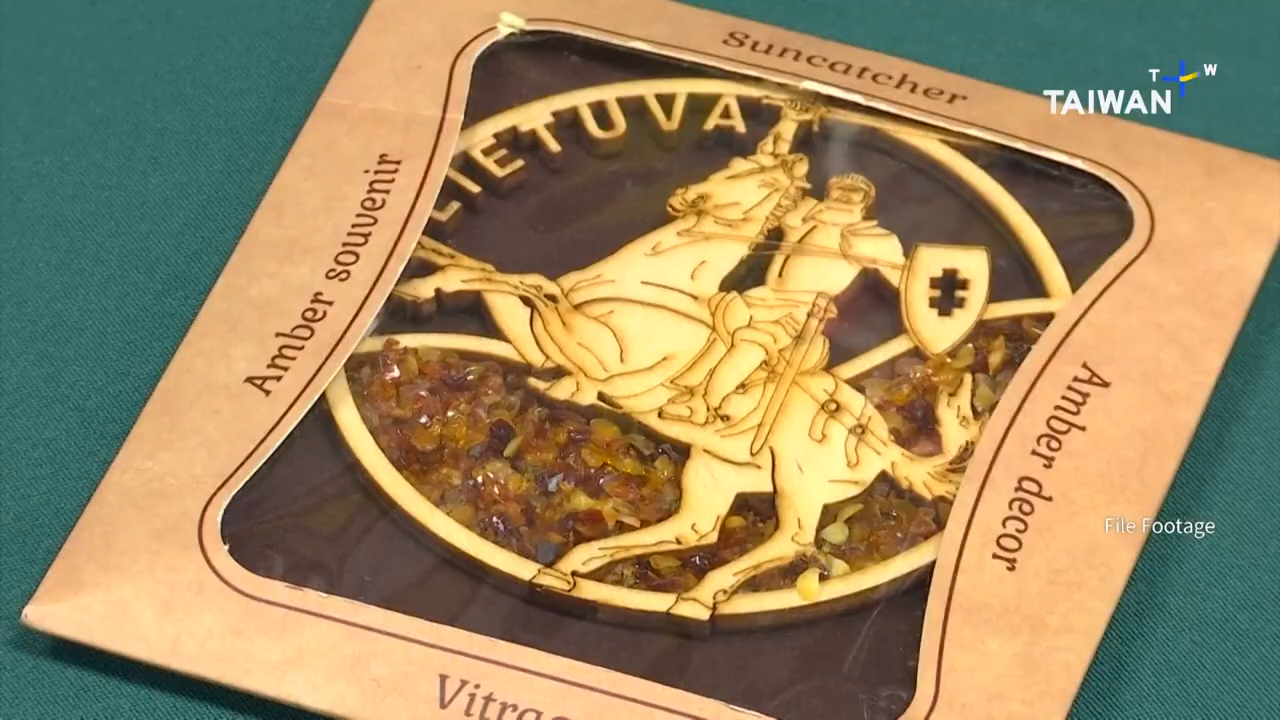 Suncatcher
T W
TAIWAN
LIETUVA
Amber souvenir
Amber decor
File Footage